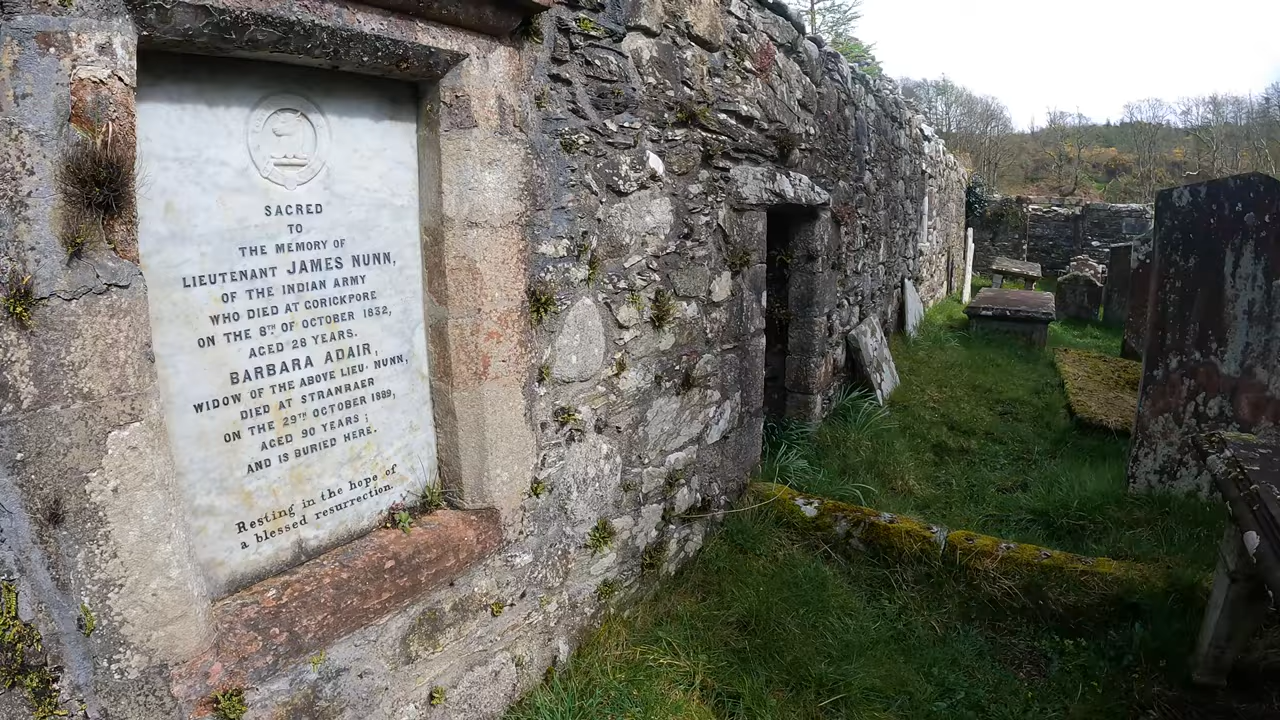 SACRED
TO
THE MEMORY OF
LIEUTENANT JAMES NUNN,
OF THE INDIAN ARMY
WHO DIED AT GORICKPORE
ON THE 8TH OF OCTOBER 1832,
AGED 28 YEARS.
BARBARA ADAIR,
WIDOW OF THE ABOVE LIEU. NUNN,
DIED AT STRANRAER
ON THE 29TH OCTOBER 1889,
AGED 90 YEARS;
AND IS BURIED HERE.
Resting in the hope of
a blessed resurrection.